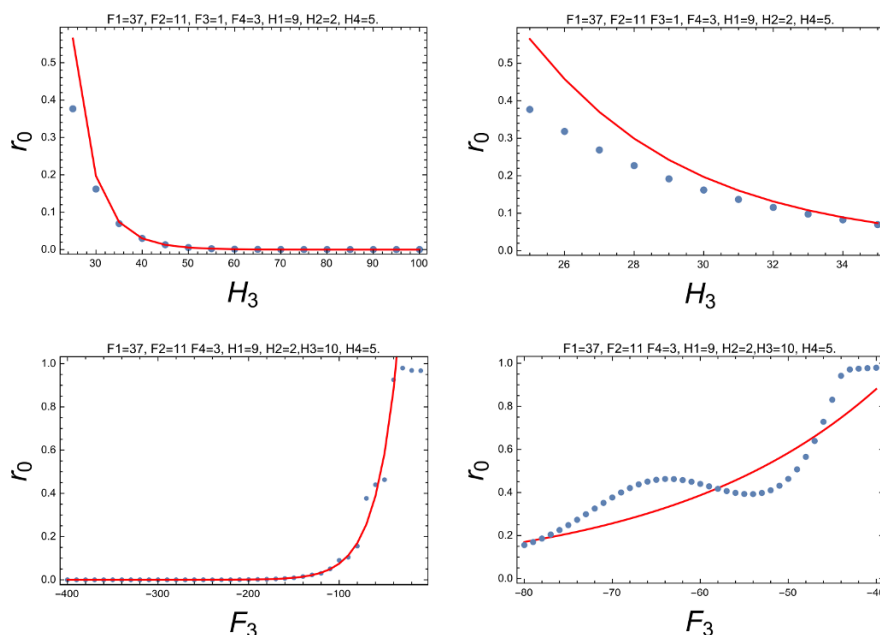 F1=37, F2=11, F3=1, F4=3, H1=9, H2=2, H4=5.
0.5
0.4
0.3
0.2
0.1
0.0
r0
30 40 50 60 70 80 90 100
H3
F1=37, F2=11 F3=1, F4=3, H1=9, H2=2, H4=5.
0.5
0.4
0.3
0.2
0.1
0.0
r0
26 28 30 32 34
H3
F1=37, F2=11 F4=3, H1=9, H2=2,H3=10, H4=5.
1.0
0.8
0.6
0.4
0.2
0.0
r0
-400 -300 -200 -100
F3
F1=37, F2=11 F4=3, H1=9, H2=2,H3=10, H4=5.
1.0
0.8
0.6
0.4
0.2
0.0
r0
-80 -70 -60 -50 -40
F3